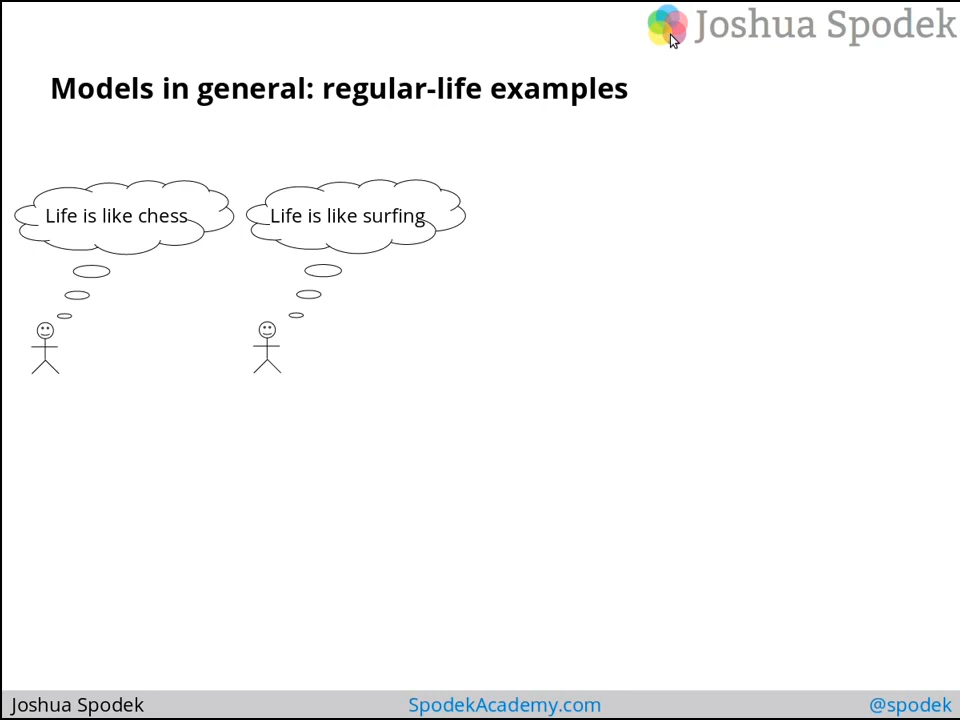 Joshua Spodek
Models in general: regular-life examples
Life is like chess
Life is like surfing
Joshua Spodek
SpodekAcademy.com
@spodek